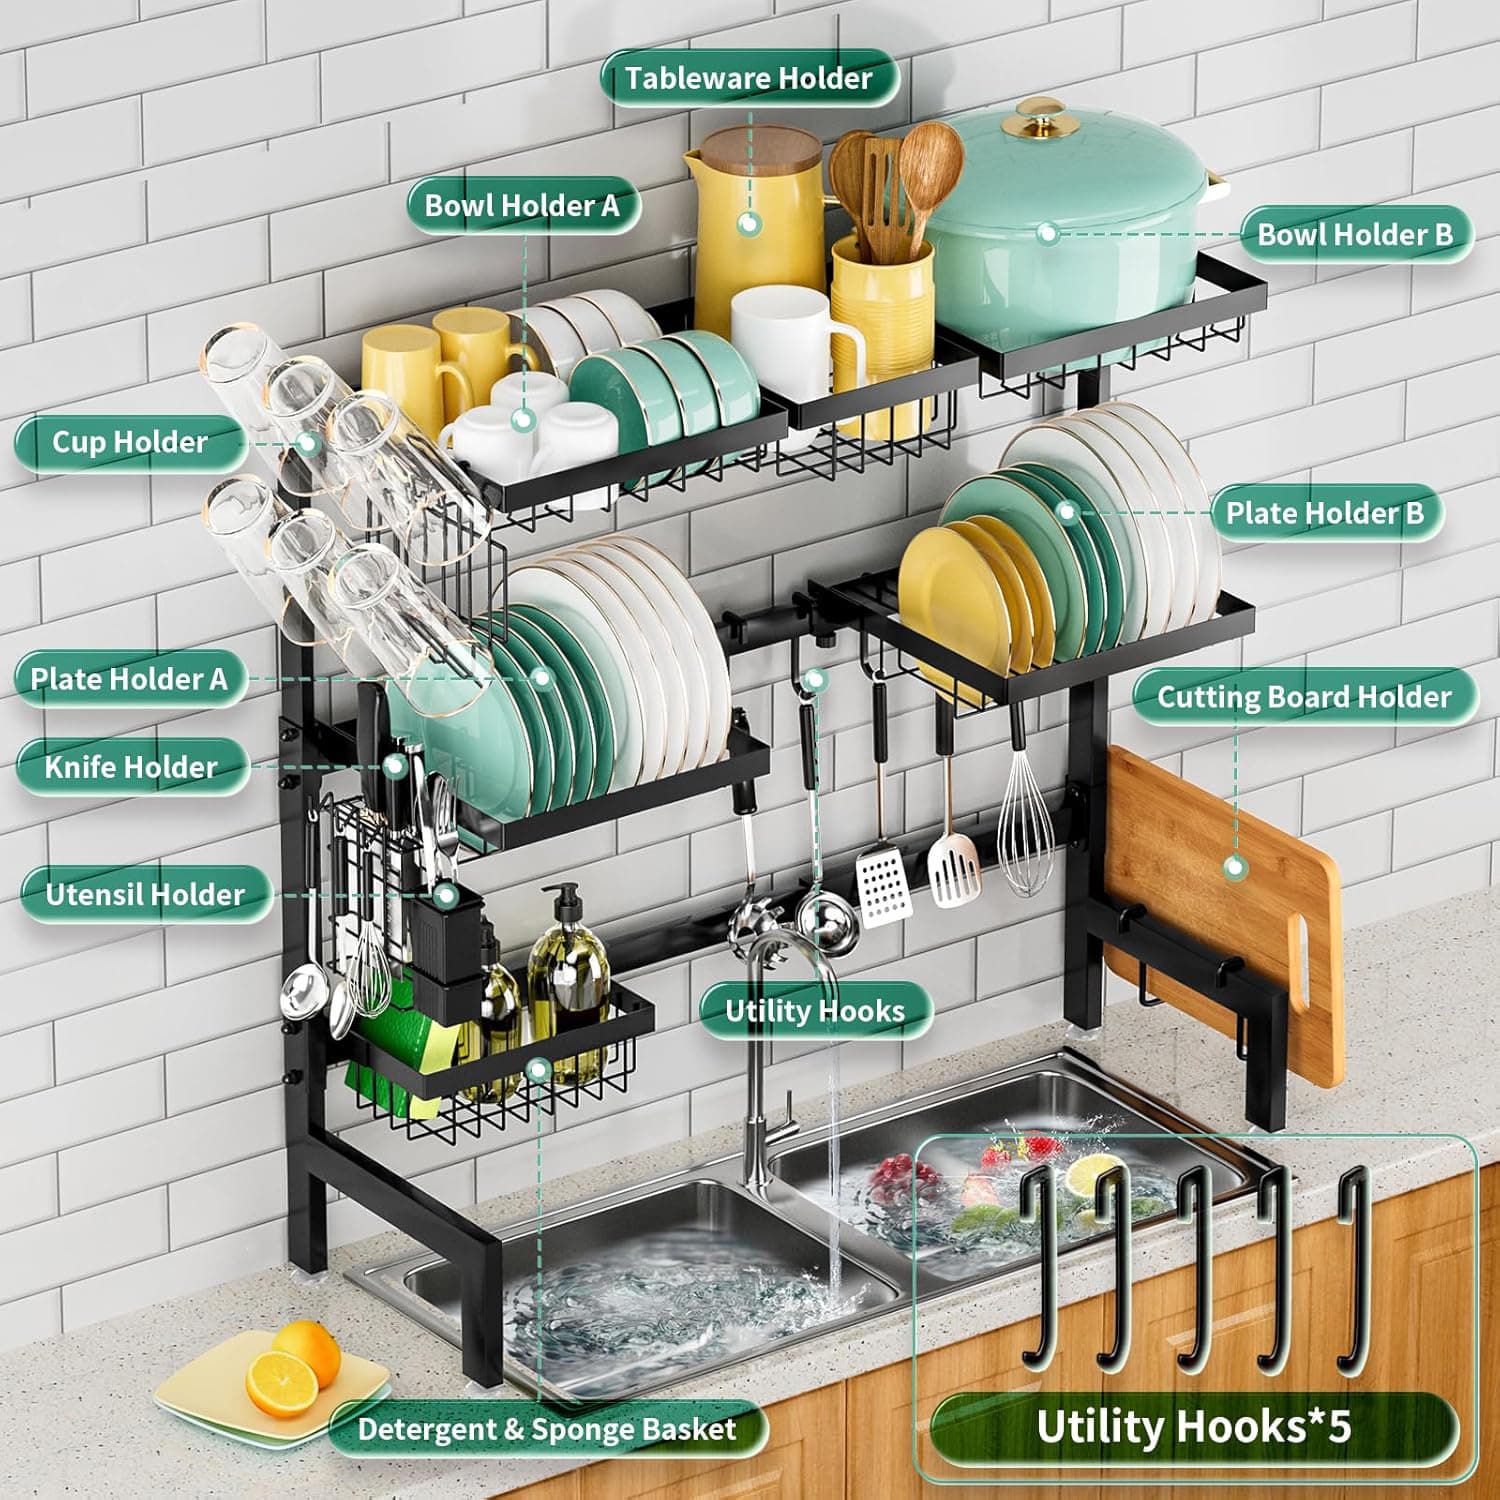 Tableware Holder
Bowl Holder A
Bowl Holder B
Cup Holder
Plate Holder B
Plate Holder A
Cutting Board Holder
Knife Holder
Utensil Holder
Utility Hooks
Detergent & Sponge Basket
Utility Hooks*5